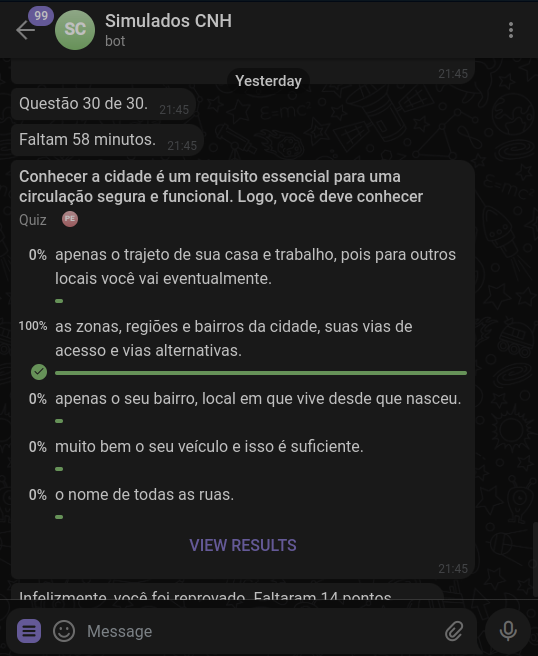 99
SC
Simulados CNH
bot
21:45
Yesterday
Questão 30 de 30. 21:45
Faltam 58 minutos. 21:45
Conhecer a cidade é um requisito essencial para uma
circulação segura e funcional. Logo, você deve conhecer
Quiz PE
0% apenas o trajeto de sua casa e trabalho, pois para outros
locais você vai eventualmente.
100% as zonas, regiões e bairros da cidade, suas vias de
acesso e vias alternativas.
0% apenas o seu bairro, local em que vive desde que nasceu.
0% muito bem o seu veículo e isso é suficiente.
0% o nome de todas as ruas.
VIEW RESULTS
21:45
Infelizmente, você foi reprovado. Faltaram 14 pontos
Message